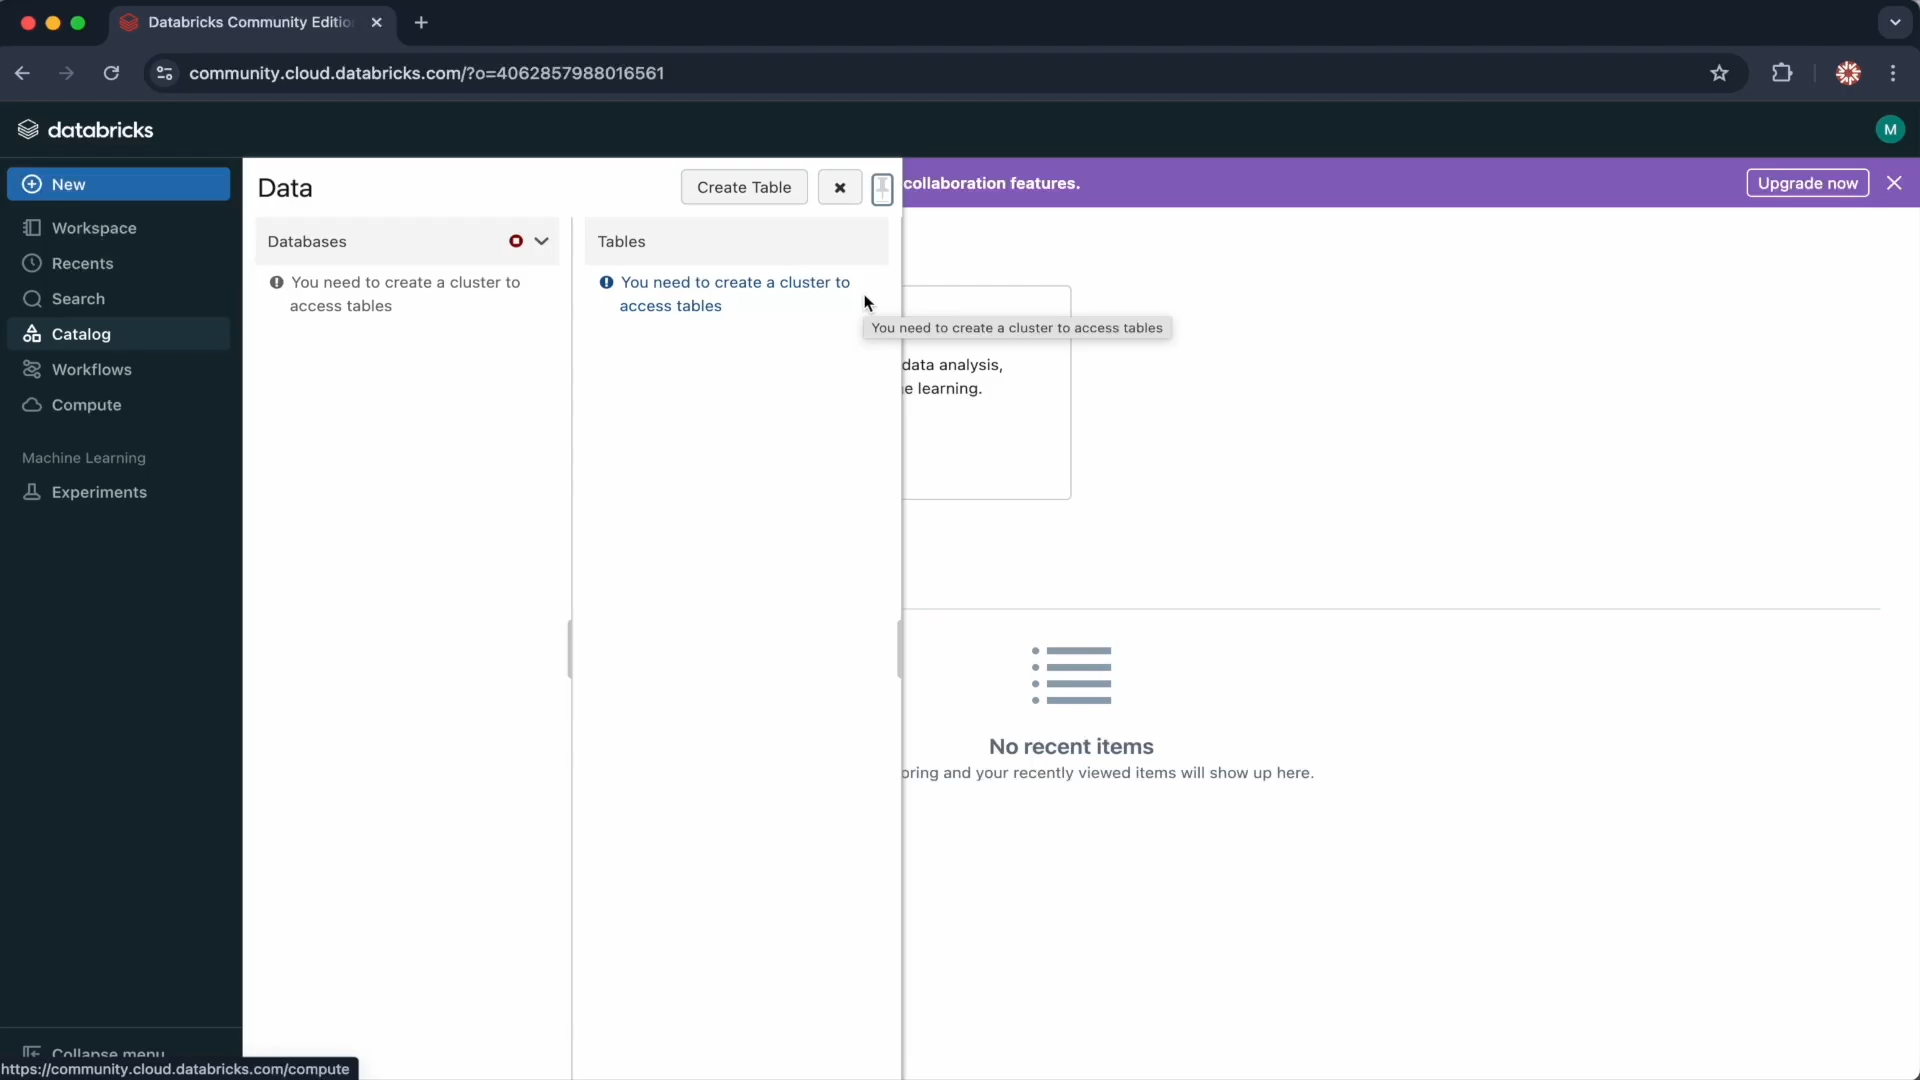 Databricks Community Editio
community.cloud.databricks.com/?o=4062857988016561
databricks
M
New
Workspace
Recents
Search
Catalog
Workflows
Compute
Machine Learning
Experiments
Collapse menu
https://community.cloud.databricks.com/compute
Data
Create Table
Databases
You need to create a cluster to
access tables
Tables
You need to create a cluster to
access tables
You need to create a cluster to access tables
collaboration features.
Upgrade now
data analysis,
e learning.
No recent items
oring and your recently viewed items will show up here.